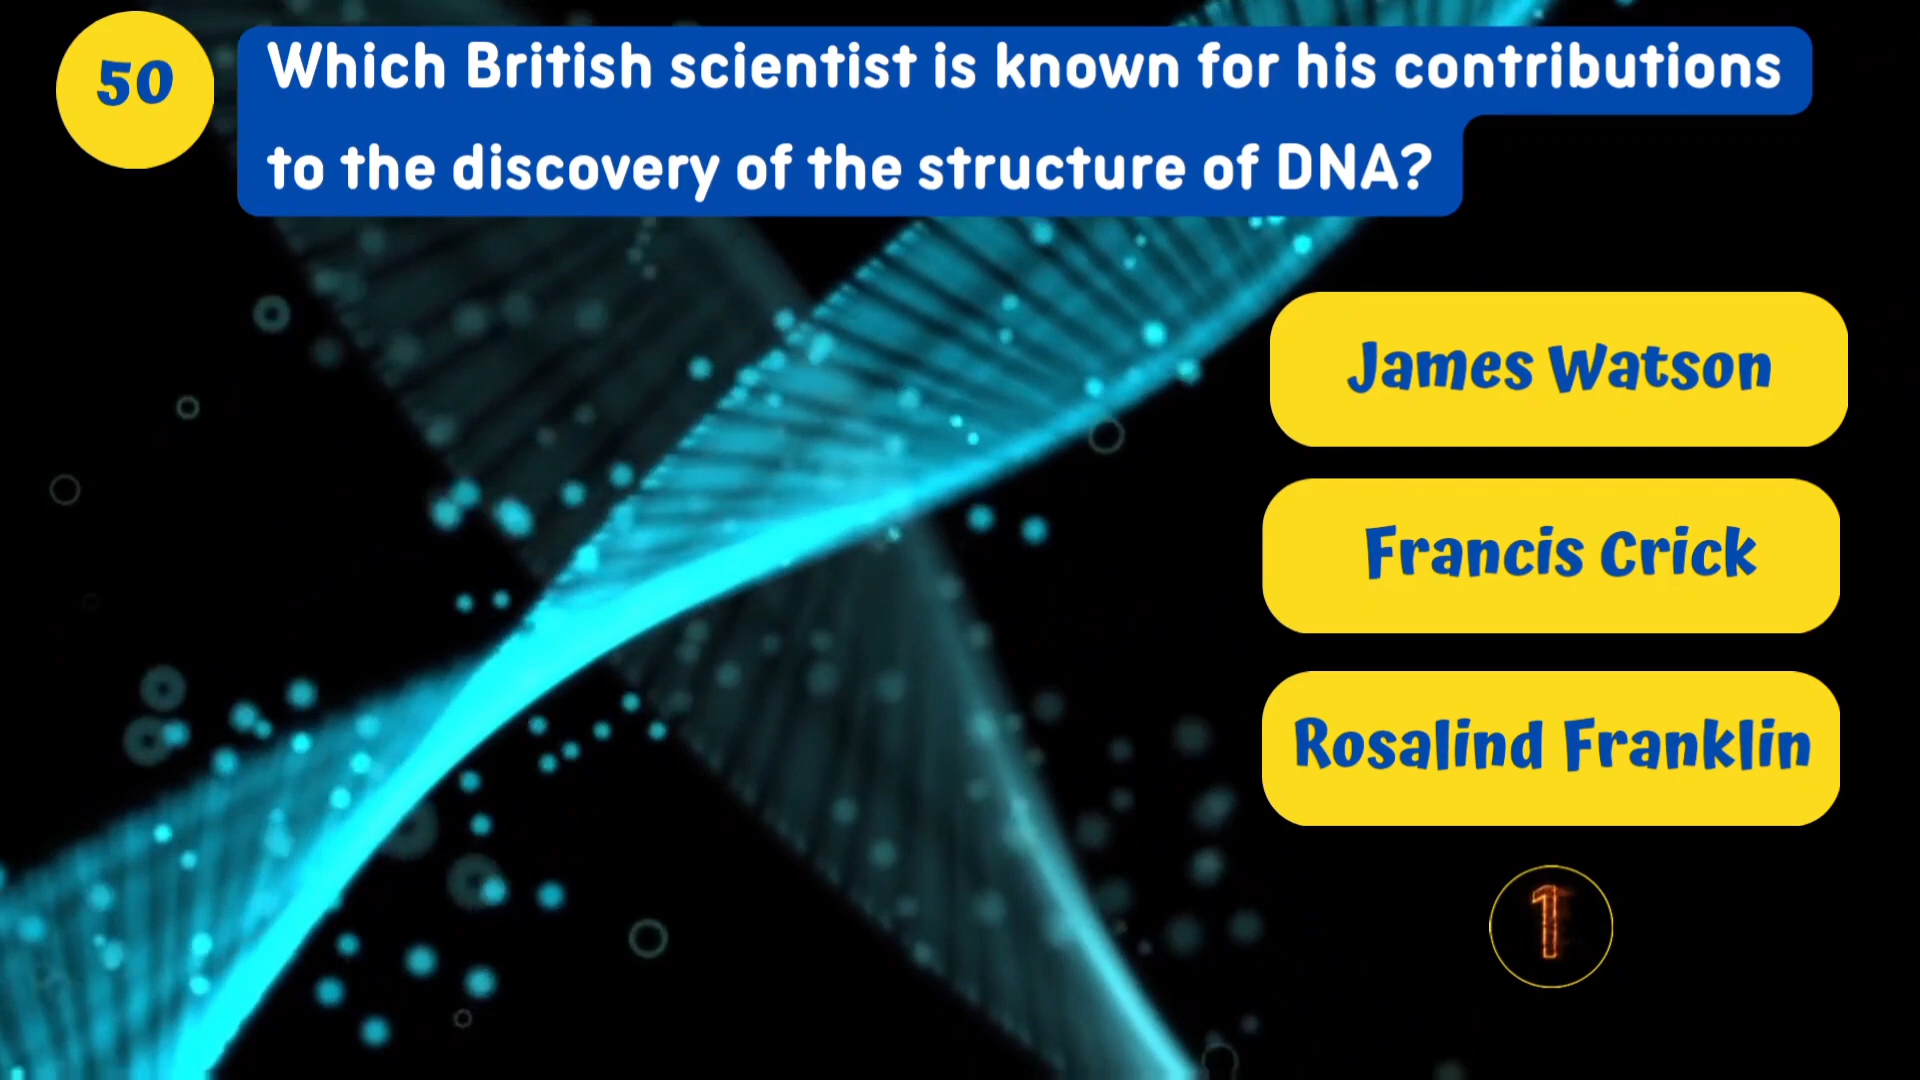 50
Which British scientist is known for his contributions
to the discovery of the structure of DNA?
James Watson
Francis Crick
Rosalind Franklin
1